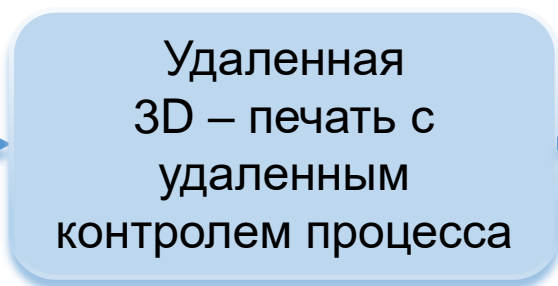 Удаленная
3D – печать с
удаленным
контролем процесса